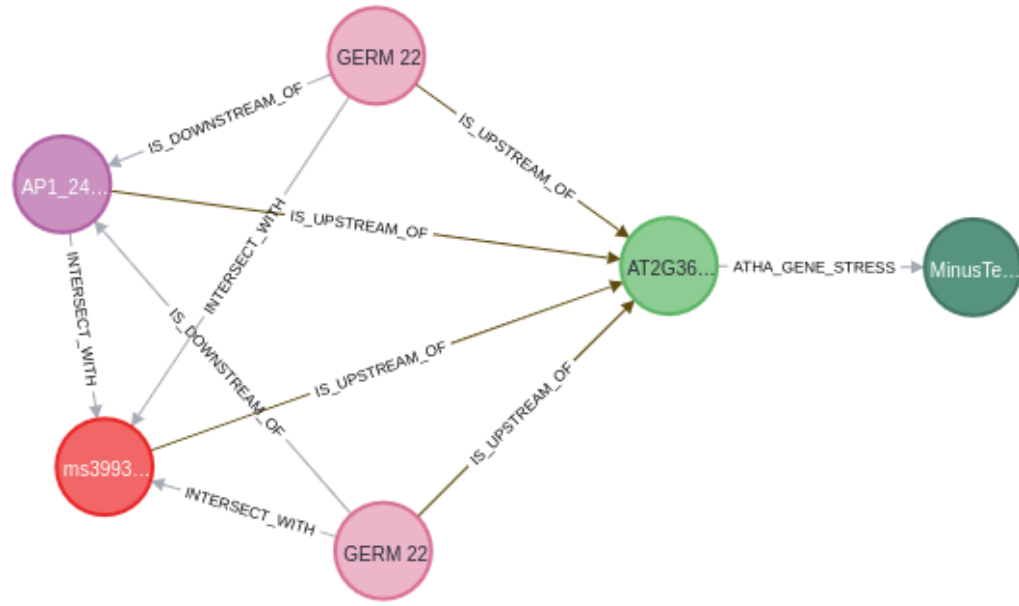 GERM 22
IS_DOWNSTREAM_OF
IS_UPSTREAM_OF
AP1_24...
IS_UPSTREAM_OF
INTERSECT_WITH
AT2G36...
ATHA_GENE_STRESS
MinusTe...
INTERSECT_WITH
IS_DOWNSTREAM_OF
IS_UPSTREAM_OF
IS_UPSTREAM_OF
ms3993...
INTERSECT_WITH
GERM 22